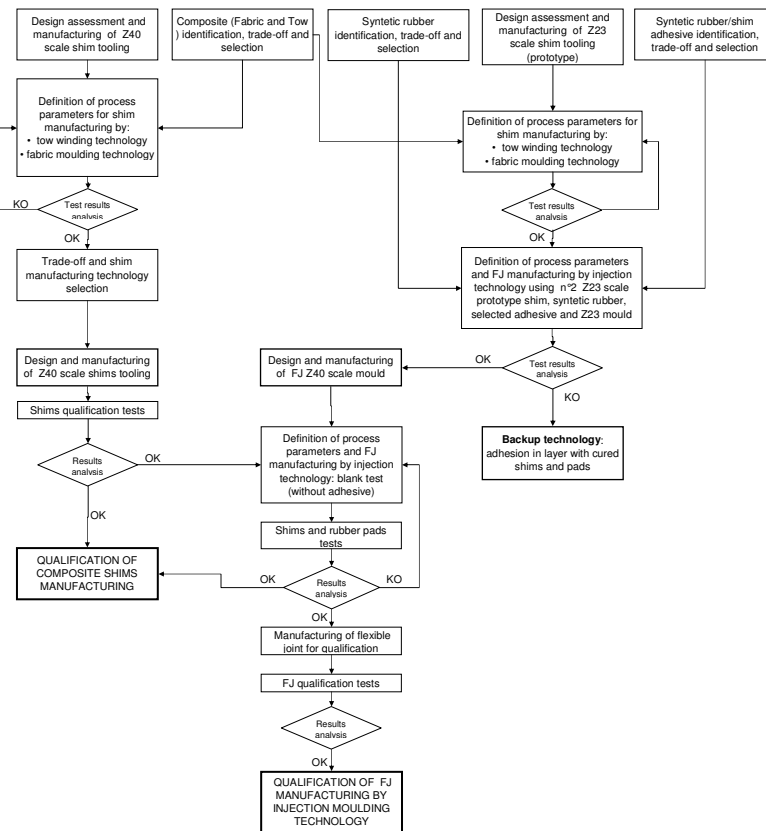 Design assessment and
manufacturing of Z40
scale shim tooling
Composite (Fabric and Tow
) identification, trade-off and
selection
Syntetic rubber
identification, trade-off and
selection
Design assessment and
manufacturing of Z23
scale shim tooling
(prototype)
Syntetic rubber/shim
adhesive identification,
trade-off and selection
Definition of process
parameters for shim
manufacturing by:
• tow winding technology
• fabric moulding technology
Definition of process parameters for
shim manufacturing by:
• tow winding technology
• fabric moulding technology
KO
Test results
analysis
OK
Test results
analysis
OK
Trade-off and shim
manufacturing technology
selection
Definition of process parameters
and FJ manufacturing by injection
technology using n°2 Z23 scale
prototype shim, syntetic rubber,
selected adhesive and Z23 mould
Design and manufacturing
of Z40 scale shims tooling
Design and manufacturing
of FJ Z40 scale mould
OK
Test results
analysis
KO
Shims qualification tests
Backup technology:
adhesion in layer with cured
shims and pads
Results
analysis
OK
OK
Definition of process
parameters and FJ
manufacturing by injection
technology: blank test
(without adhesive)
Shims and rubber pads
tests
QUALIFICATION OF
COMPOSITE SHIMS
MANUFACTURING
OK
Results
analysis
KO
OK
Manufacturing of flexible
joint for qualification
FJ qualification tests
Results
analysis
OK
QUALIFICATION OF FJ
MANUFACTURING BY
INJECTION MOULDING
TECHNOLOGY